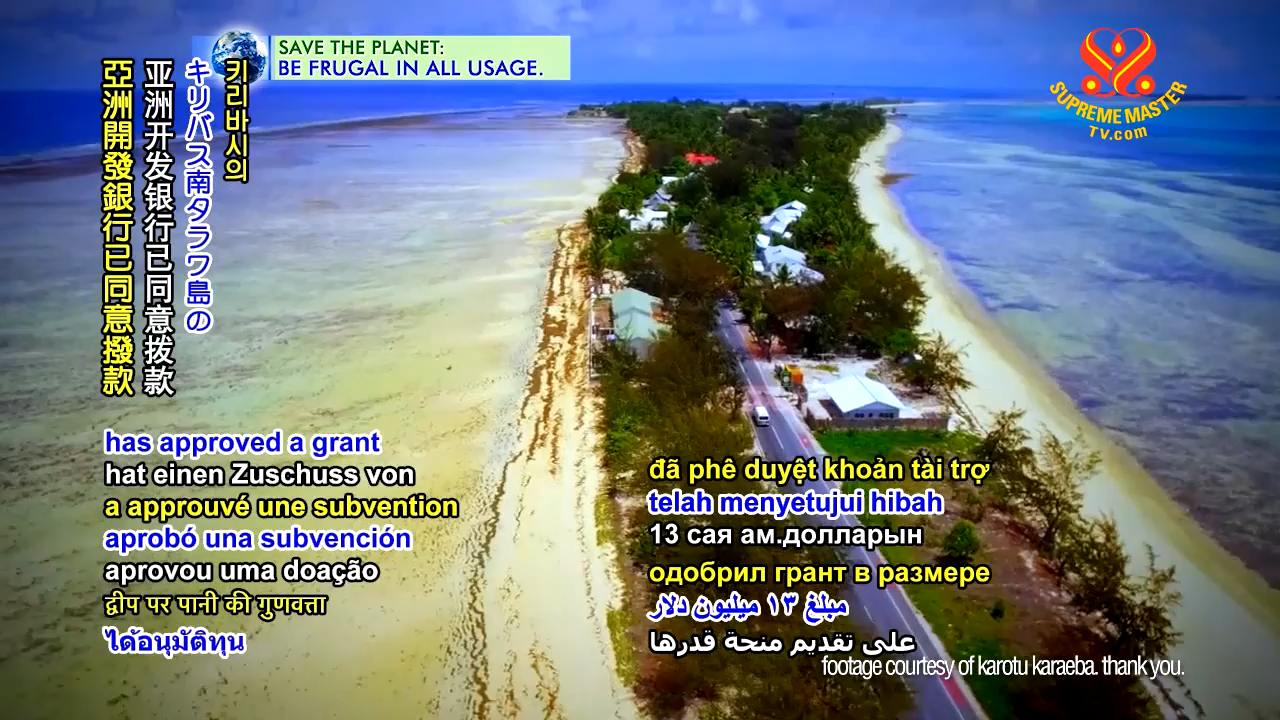 SAVE THE PLANET:
BE FRUGAL IN ALL USAGE.
SUPREME MASTER
TV.com
키리바시의
キリバス南タラワ島の
亚洲开发银行已同意拨款
亞洲開發銀行已同意撥款
has approved a grant
hat einen Zuschuss von
a approuvé une subvention
aprobó una subvención
aprovou uma doação
द्वीप पर पानी की गुणवत्ता
ได้อนุมัติทุน
đã phê duyệt khoản tài trợ
telah menyetujui hibah
13 сая ам.долларын
одобрил грант в размере
مبلغ ۱۳ میلیون دلار
على تقديم منحة قدرها
footage courtesy of karotu karaeba. thank you.